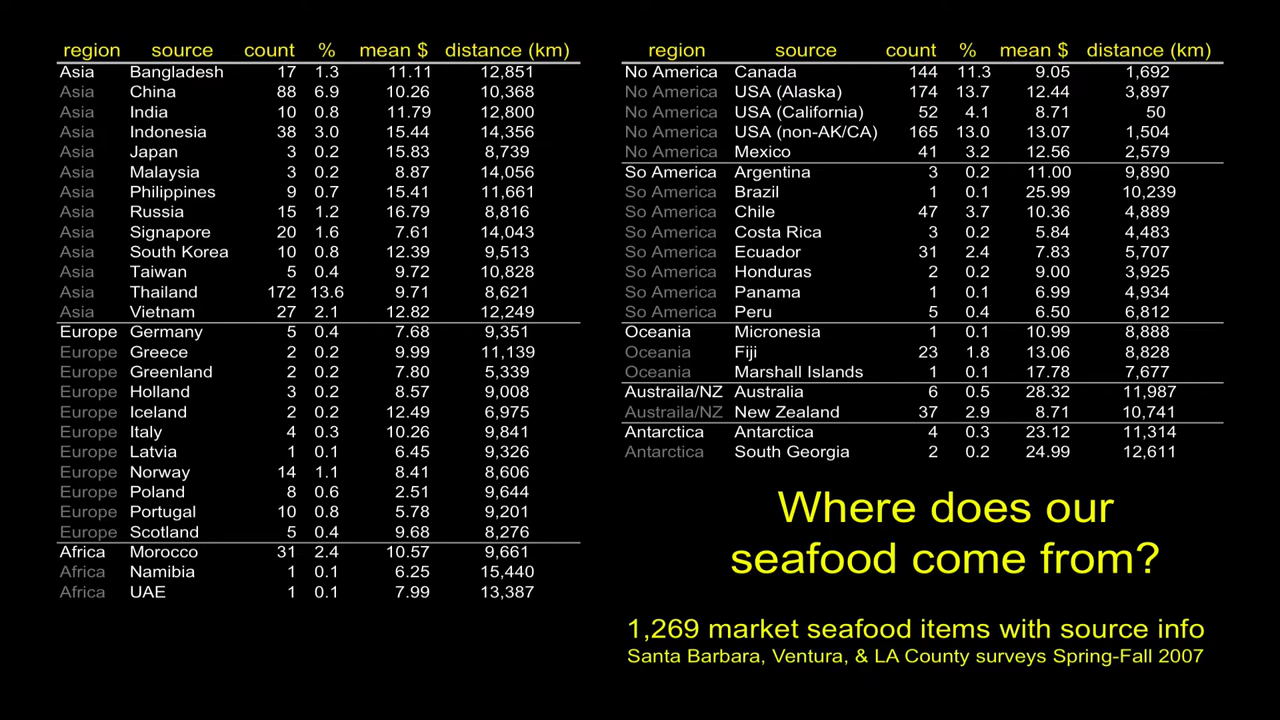 region source count % mean $ distance (km)
Asia Bangladesh 17 1.3 11.11 12,851
Asia China 88 6.9 10.26 10,368
Asia India 10 0.8 11.79 12,800
Asia Indonesia 38 3.0 15.44 14,356
Asia Japan 3 0.2 15.83 8,739
Asia Malaysia 3 0.2 8.87 14,056
Asia Philippines 9 0.7 15.41 11,661
Asia Russia 15 1.2 16.79 8,816
Asia Signapore 20 1.6 7.61 14,043
Asia South Korea 10 0.8 12.39 9,513
Asia Taiwan 5 0.4 9.72 10,828
Asia Thailand 172 13.6 9.71 8,621
Asia Vietnam 27 2.1 12.82 12,249
Europe Germany 5 0.4 7.68 9,351
Europe Greece 2 0.2 9.99 11,139
Europe Greenland 2 0.2 7.80 5,339
Europe Holland 3 0.2 8.57 9,008
Europe Iceland 2 0.2 12.49 6,975
Europe Italy 4 0.3 10.26 9,841
Europe Latvia 1 0.1 6.45 9,326
Europe Norway 14 1.1 8.41 8,606
Europe Poland 8 0.6 2.51 9,644
Europe Portugal 10 0.8 5.78 9,201
Europe Scotland 5 0.4 9.68 8,276
Africa Morocco 31 2.4 10.57 9,661
Africa Namibia 1 0.1 6.25 15,440
Africa UAE 1 0.1 7.99 13,387
region source count % mean $ distance (km)
No America Canada 144 11.3 9.05 1,692
No America USA (Alaska) 174 13.7 12.44 3,897
No America USA (California) 52 4.1 8.71 50
No America USA (non-AK/CA) 165 13.0 13.07 1,504
No America Mexico 41 3.2 12.56 2,579
So America Argentina 3 0.2 11.00 9,890
So America Brazil 1 0.1 25.99 10,239
So America Chile 47 3.7 10.36 4,889
So America Costa Rica 3 0.2 5.84 4,483
So America Ecuador 31 2.4 7.83 5,707
So America Honduras 2 0.2 9.00 3,925
So America Panama 1 0.1 6.99 4,934
So America Peru 5 0.4 6.50 6,812
Oceania Micronesia 1 0.1 10.99 8,888
Oceania Fiji 23 1.8 13.06 8,828
Oceania Marshall Islands 1 0.1 17.78 7,677
Austraila/NZ Australia 6 0.5 28.32 11,987
Austraila/NZ New Zealand 37 2.9 8.71 10,741
Antarctica Antarctica 4 0.3 23.12 11,314
Antarctica South Georgia 2 0.2 24.99 12,611
Where does our
seafood come from?
1,269 market seafood items with source info
Santa Barbara, Ventura, & LA County surveys Spring-Fall 2007